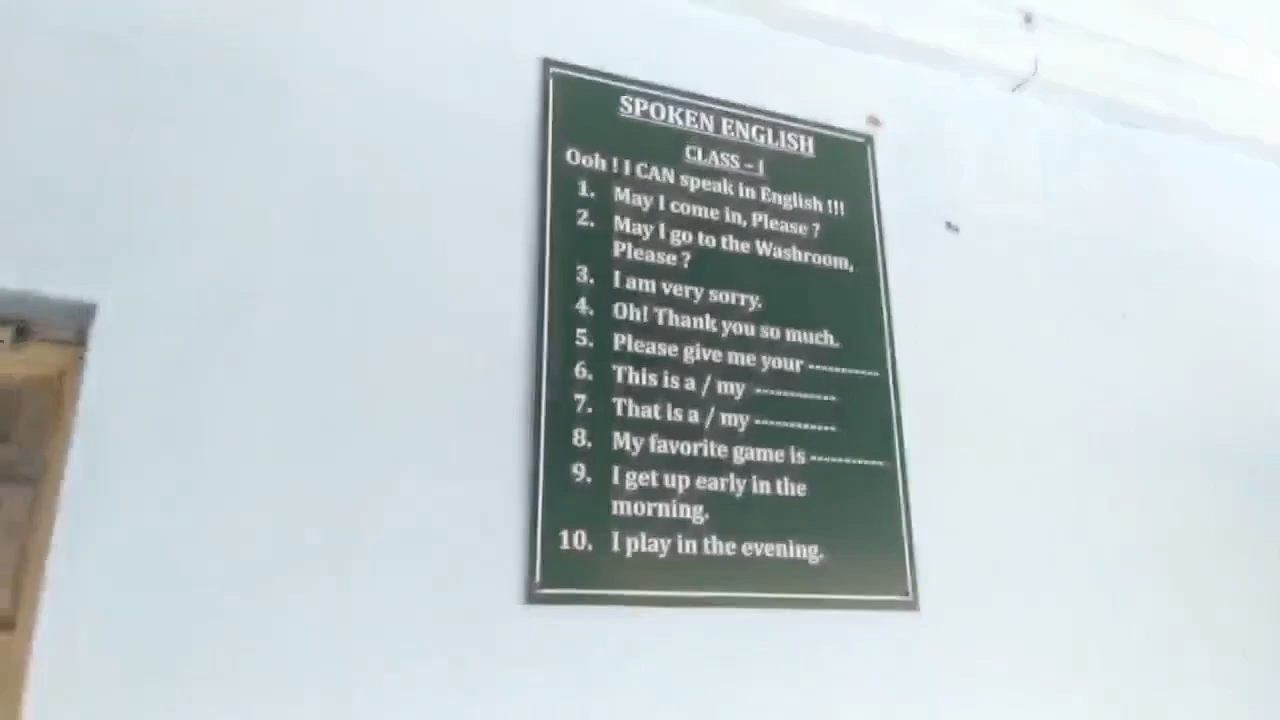 SPOKEN ENGLISH
CLASS - I
Ooh ! I CAN speak in English !!!
1. May I come in, Please ?
2. May I go to the Washroom,
Please ?
3. I am very sorry.
4. Oh! Thank you so much.
5. Please give me your -----------
6. This is a / my -----------
7. That is a / my -----------
8. My favorite game is -----------
9. I get up early in the
morning.
10. I play in the evening.